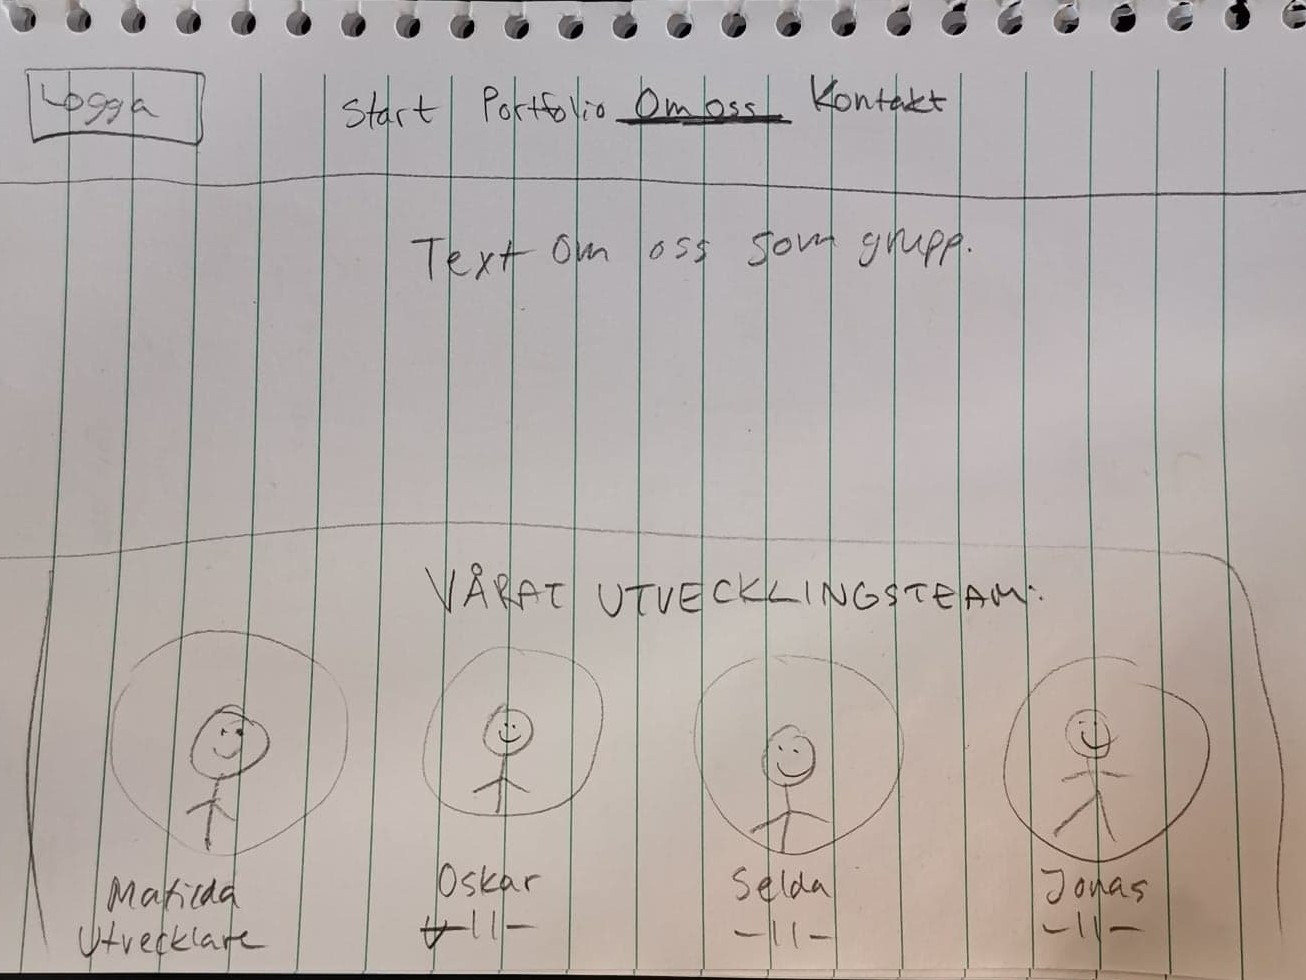 Logga
Start Portfolio Om oss Kontakt
Text om oss som grupp.
VÅRAT UTVECKLINGSTEAM:
Matilda Oskar Selda Jonas
Utvecklare -11- -11- -11-